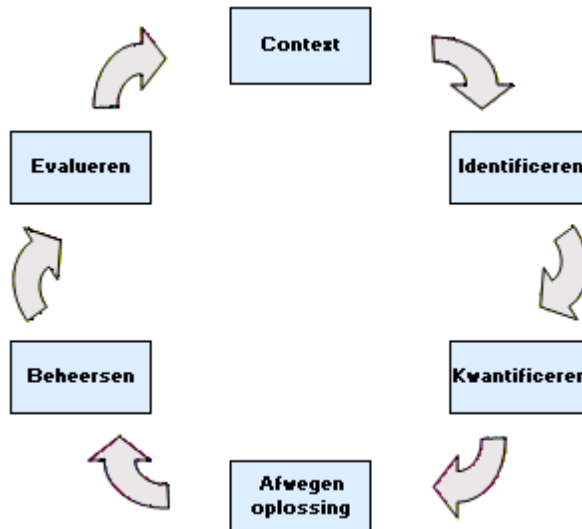 Context
Identificeren
Kwantificeren
Afwegen
oplossing
Beheersen
Evalueren